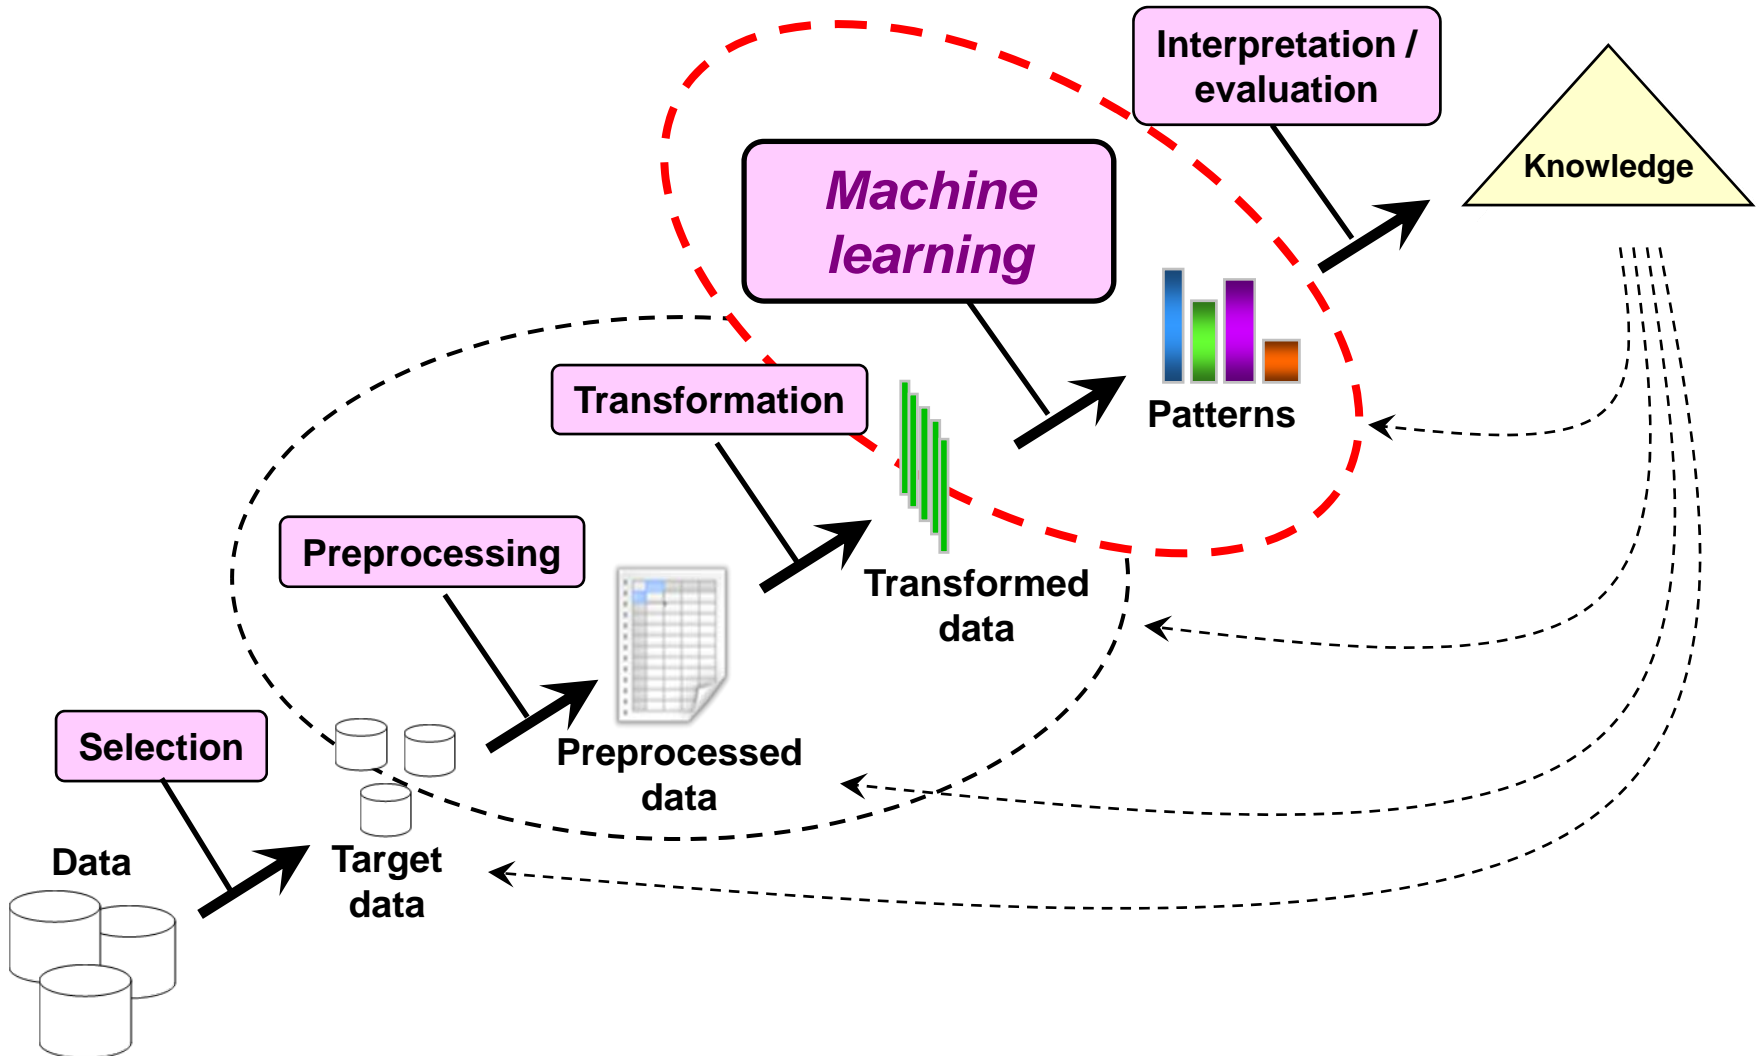 Interpretation /
evaluation
Knowledge
Machine
learning
Patterns
Transformation
Transformed
data
Preprocessing
Preprocessed
data
Selection
Target
data
Data